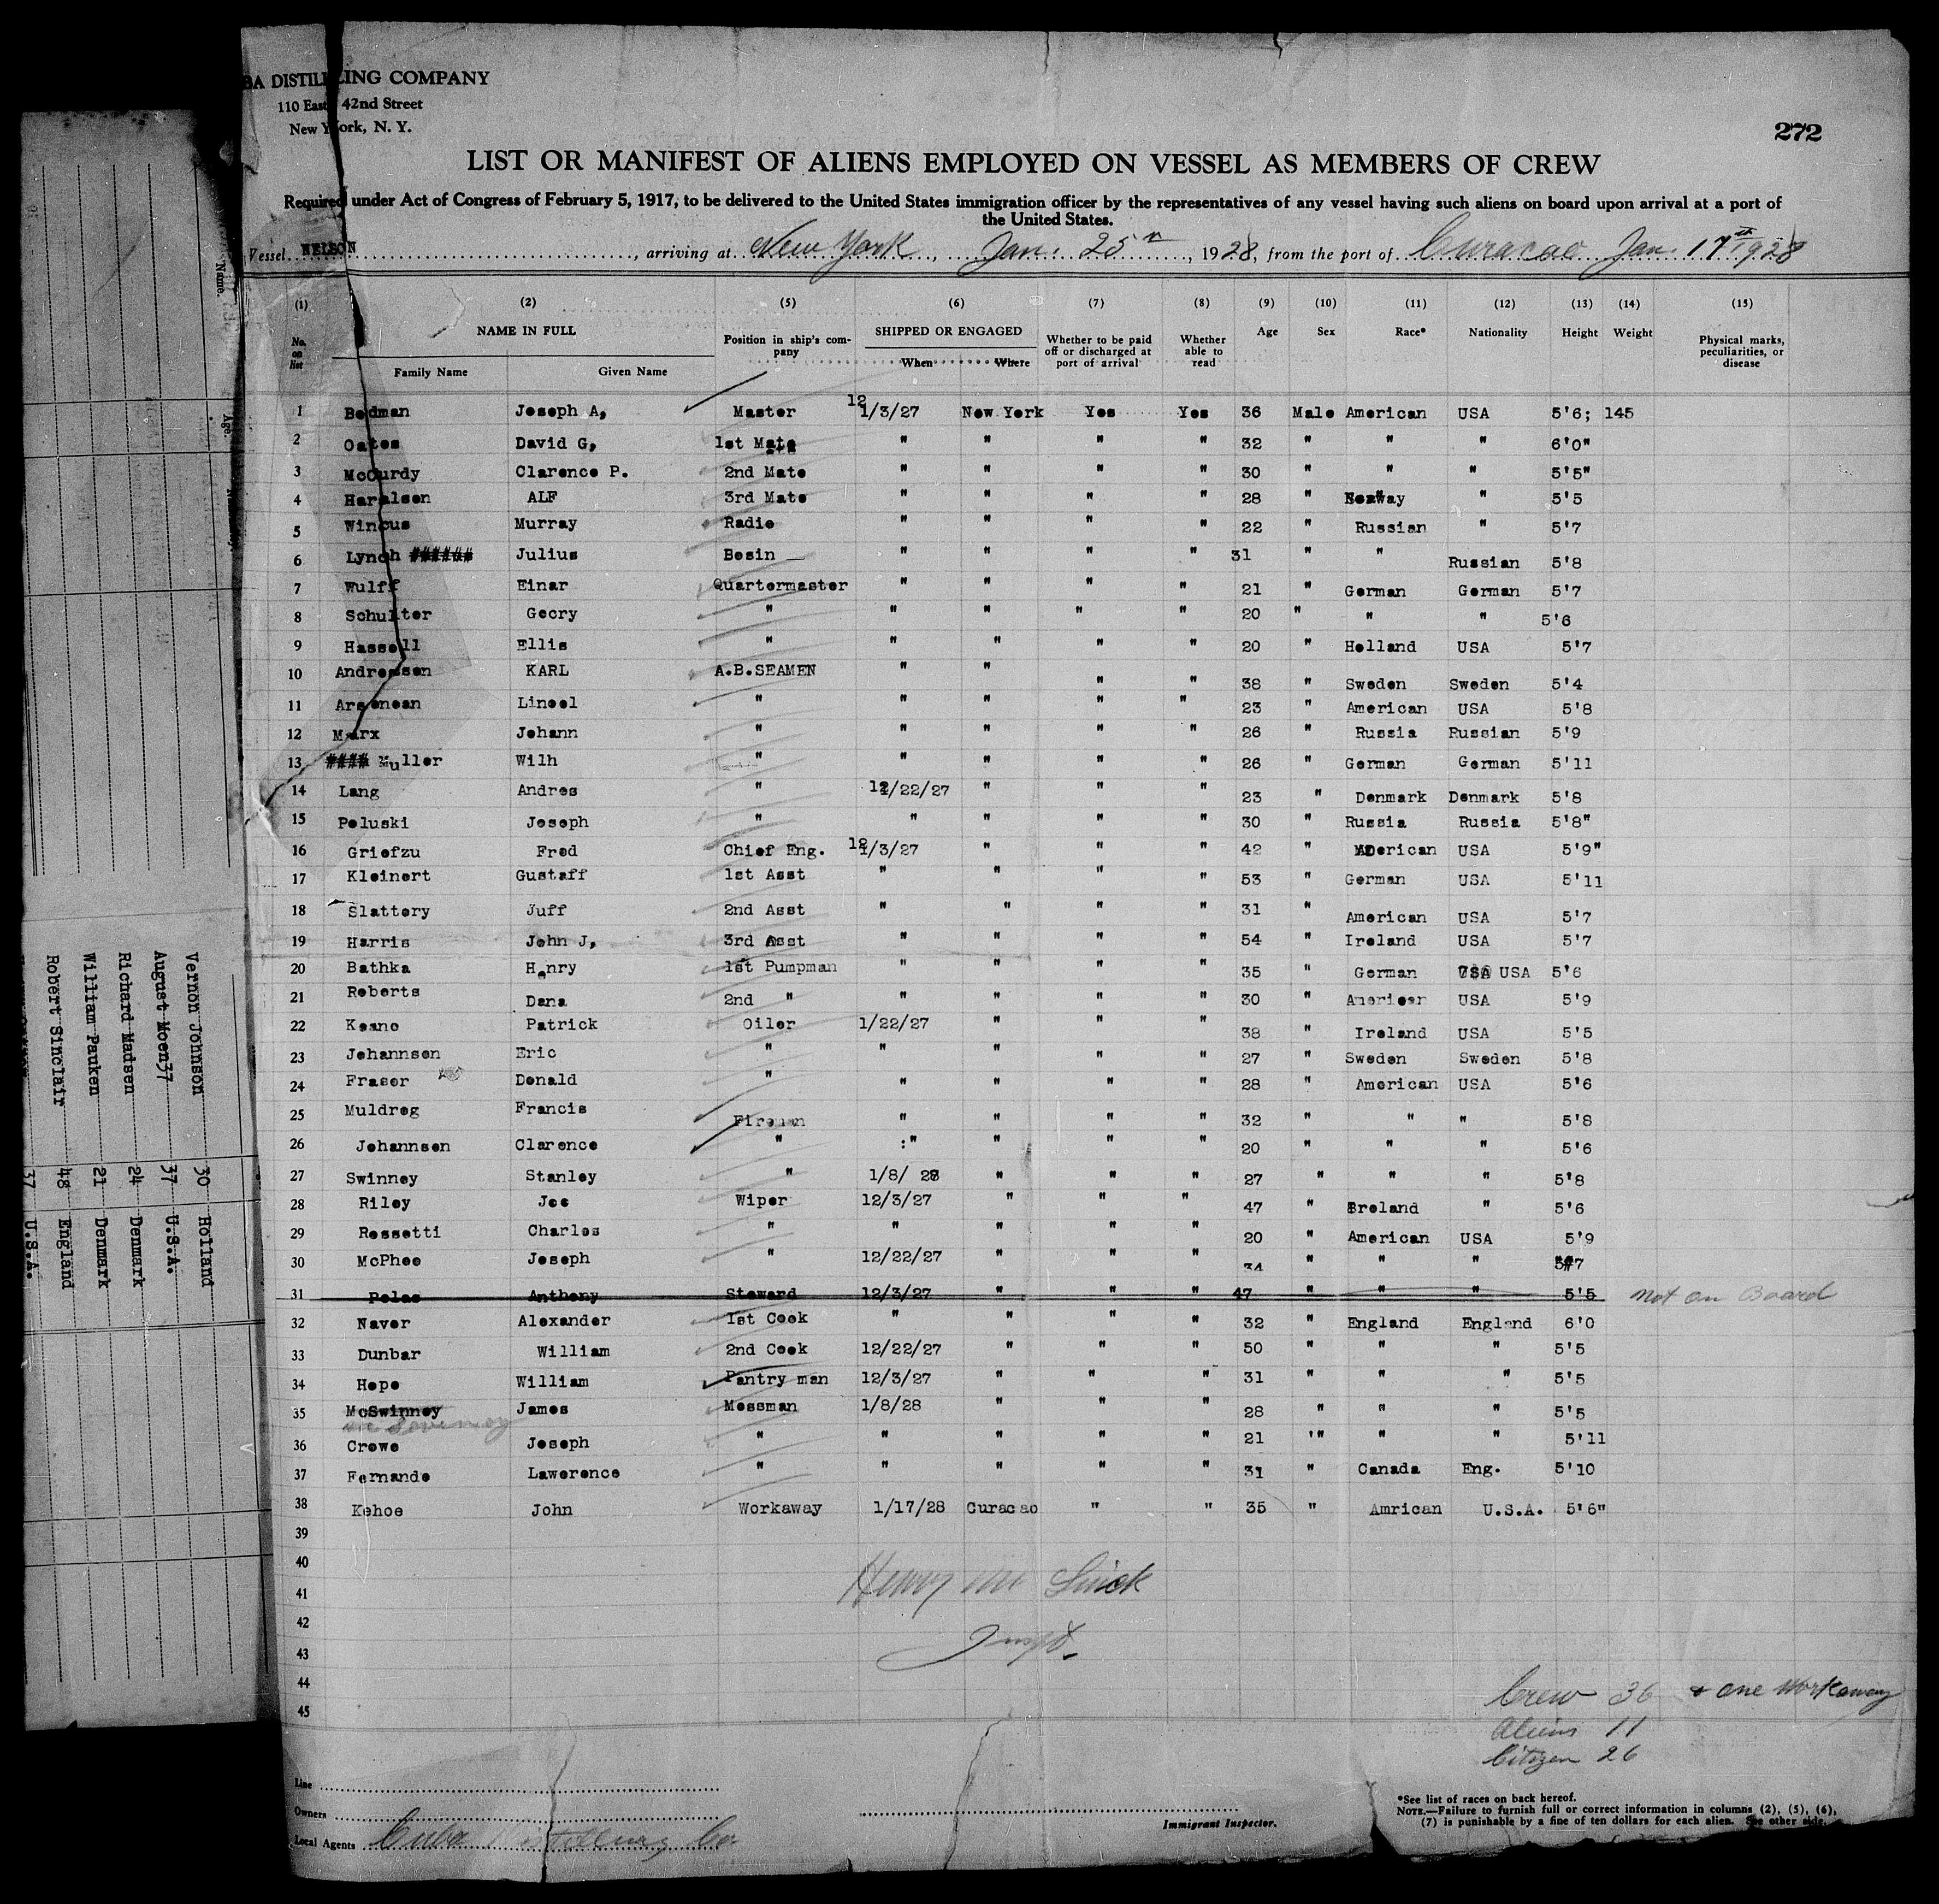 BA DISTILLING COMPANY
110 East 42nd Street
New York, N. Y.
272
LIST OR MANIFEST OF ALIENS EMPLOYED ON VESSEL AS MEMBERS OF CREW
Required under Act of Congress of February 5, 1917, to be delivered to the United States immigration officer by the representatives of any vessel having such aliens on board upon arrival at a port of
the United States.
Vessel NELSON, arriving at New York, Jan. 25th, 1928, from the port of Curacao Jan. 17th 1928
(1) (2) (5) (6) (7) (8) (9) (10) (11) (12) (13) (14) (15)
No. on list NAME IN FULL Position in ship's company SHIPPED OR ENGAGED Whether to be paid off or discharged at port of arrival Whether able to read Age Sex Race* Nationality Height Weight Physical marks, peculiarities, or disease
Family Name Given Name When Where
1 Bodman Joseph A, Master 12/3/27 New York Yes Yes 36 Male American USA 5'6; 145
2 Oates David G, 1st Mate " " " " 32 " " " 6'0"
3 McCurdy Clarence P. 2nd Mate " " " " 30 " " " 5'5"
4 Haralsen ALF 3rd Mate " " " " 28 " Norway " 5'5
5 Wincus Murray Radio " " " " 22 " Russian " 5'7
6 Lynch ###### Julius Bosin " " " " 31 " " Russian 5'8
7 Wulff Einar Quartermaster " " " " 21 " German German 5'7
8 Schulter Geory " " " " " 20 " " " 5'6
9 Hassell Ellis " " " " " 20 " Holland USA 5'7
10 Andressen KARL A.B.SEAMEN " " " " 38 " Sweden Sweden 5'4
11 Arsenean Lineol " " " " " 23 " American USA 5'8
12 Marx Johann " " " " " 26 " Russia Russian 5'9
13 #### Muller Wilh " " " " " 26 " German German 5'11
14 Lang Andres " 12/22/27 " " " 23 " Denmark Denmark 5'8
15 Poluski Joseph " " " " " 30 " Russia Russia 5'8"
16 Griefzu Fred Chief Eng. 12/3/27 " " " 42 " American USA 5'9"
17 Kleinert Gustaff 1st Asst " " " " 53 " German USA 5'11
18 Slattery Juff 2nd Asst " " " " 31 " American USA 5'7
19 Harris John J, 3rd Asst " " " " 54 " Ireland USA 5'7
20 Bathka Henry 1st Pumpman " " " " 35 " German USA USA 5'6
21 Roberts Dana 2nd " " " " " 30 " American USA 5'9
22 Keane Patrick Oiler 1/22/27 " " " 38 " Ireland USA 5'5
23 Johannsen Eric " " " " " 27 " Sweden Sweden 5'8
24 Fraser Donald " " " " " 28 " American USA 5'6
25 Muldreg Francis Fireman " " " " 32 " " " 5'8
26 Johannsen Clarence " :" " " " 20 " " " 5'6
27 Swinney Stanley " 1/8/ 28 " " " 27 " " " 5'8
28 Riley Joe Wiper 12/3/27 " " " 47 " Ireland " 5'6
29 Rossetti Charles " " " " " 20 " American USA 5'9
30 McPhee Joseph " 12/22/27 " " " 34 " " " 5'7
31 Polas Anthony Steward 12/3/27 " " " 47 " " " 5'5 Not on Board
32 Naver Alexander 1st Cook " " " " 32 " England England 6'0
33 Dunbar William 2nd Cook 12/22/27 " " " 50 " " " 5'5
34 Hope William Pantry man 12/3/27 " " " 31 " " " 5'5
35 McSwinney James Messman 1/8/28 " " " 28 " " " 5'5
36 Crowe Joseph " " " " " 21 '" " " 5'11
37 Fernando Lawerence " " " " " 31 " Canada Eng. 5'10
38 Kehoe John Workaway 1/17/28 Curacao " " 35 " Amrican U.S.A. 5'6"
39
40
41
42
43
44
45
Crew 36 & one Workaway
Aliens 11
Citizen 26
Line
Owners
Local Agents Cuba Distilling Co.
Immigrant Inspector.
*See list of races on back hereof.
NOTE.—Failure to furnish full or correct information in columns (2), (5), (6),
(7) is punishable by a fine of ten dollars for each alien. See other side.
Name.
Age.
Vernon Johnson 30 Holland
August Moen37 37 U.S.A.
Richard Madsen 24 Denmark
William Pauken 21 Denmark
Robert Sinclair 48 England
37 U.S.A.